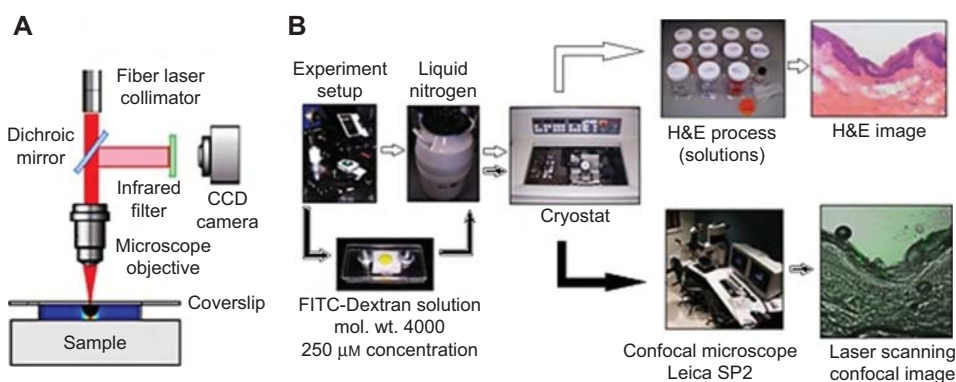 A
Fiber laser
collimator
Dichroic
mirror
Infrared
filter
CCD
camera
Microscope
objective
Coverslip
Sample
B
Experiment
setup
Liquid
nitrogen
Cryostat
H&E process
(solutions)
H&E image
FITC-Dextran solution
mol. wt. 4000
250 μM concentration
Confocal microscope
Leica SP2
Laser scanning
confocal image